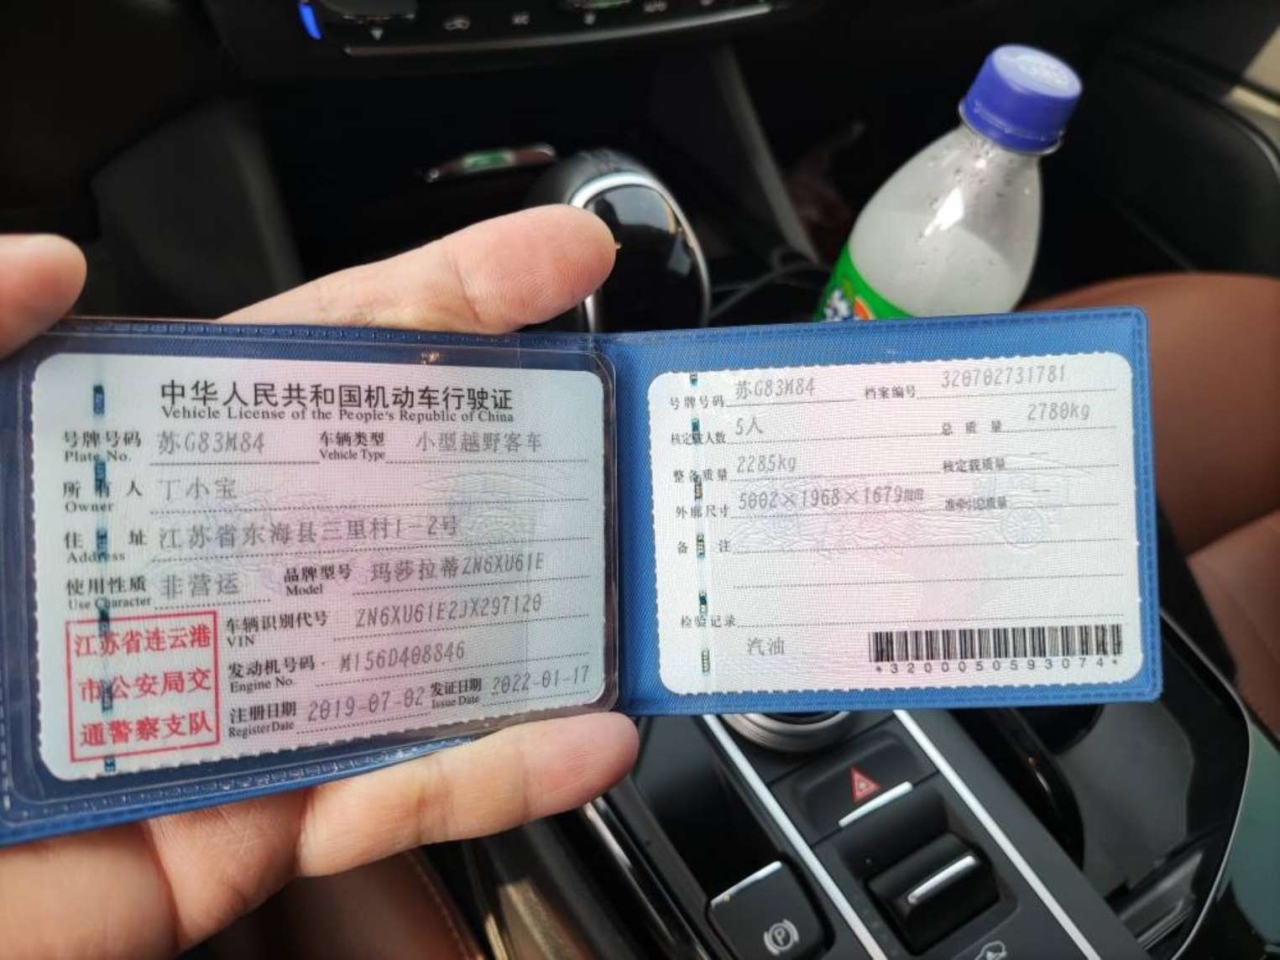 中华人民共和国机动车行驶证
Vehicle License of the People's Republic of China
号牌号码 苏G83M84 车辆类型 小型越野客车
Plate No. Vehicle Type
所有人 丁小宝
Owner
住址 江苏省东海县三里村1-2号
Address
使用性质 非营运 品牌型号 玛莎拉蒂ZN6XU61E
Use Character Model
江苏省连云港
市公安局交
通警察支队
车辆识别代号 ZN6XU61E2JX297120
VIN
发动机号码 M156D408846
Engine No.
注册日期 2019-07-02 发证日期 2022-01-17
Register Date Issue Date
号牌号码 苏G83M84 档案编号 320702731781
核定载人数 5人 总质量 2780kg
整备质量 2285kg 核定载质量 --
外廓尺寸 5002×1968×1679mm 准牵引总质量 --
备注
检验记录
汽油
*3200050593074*
P